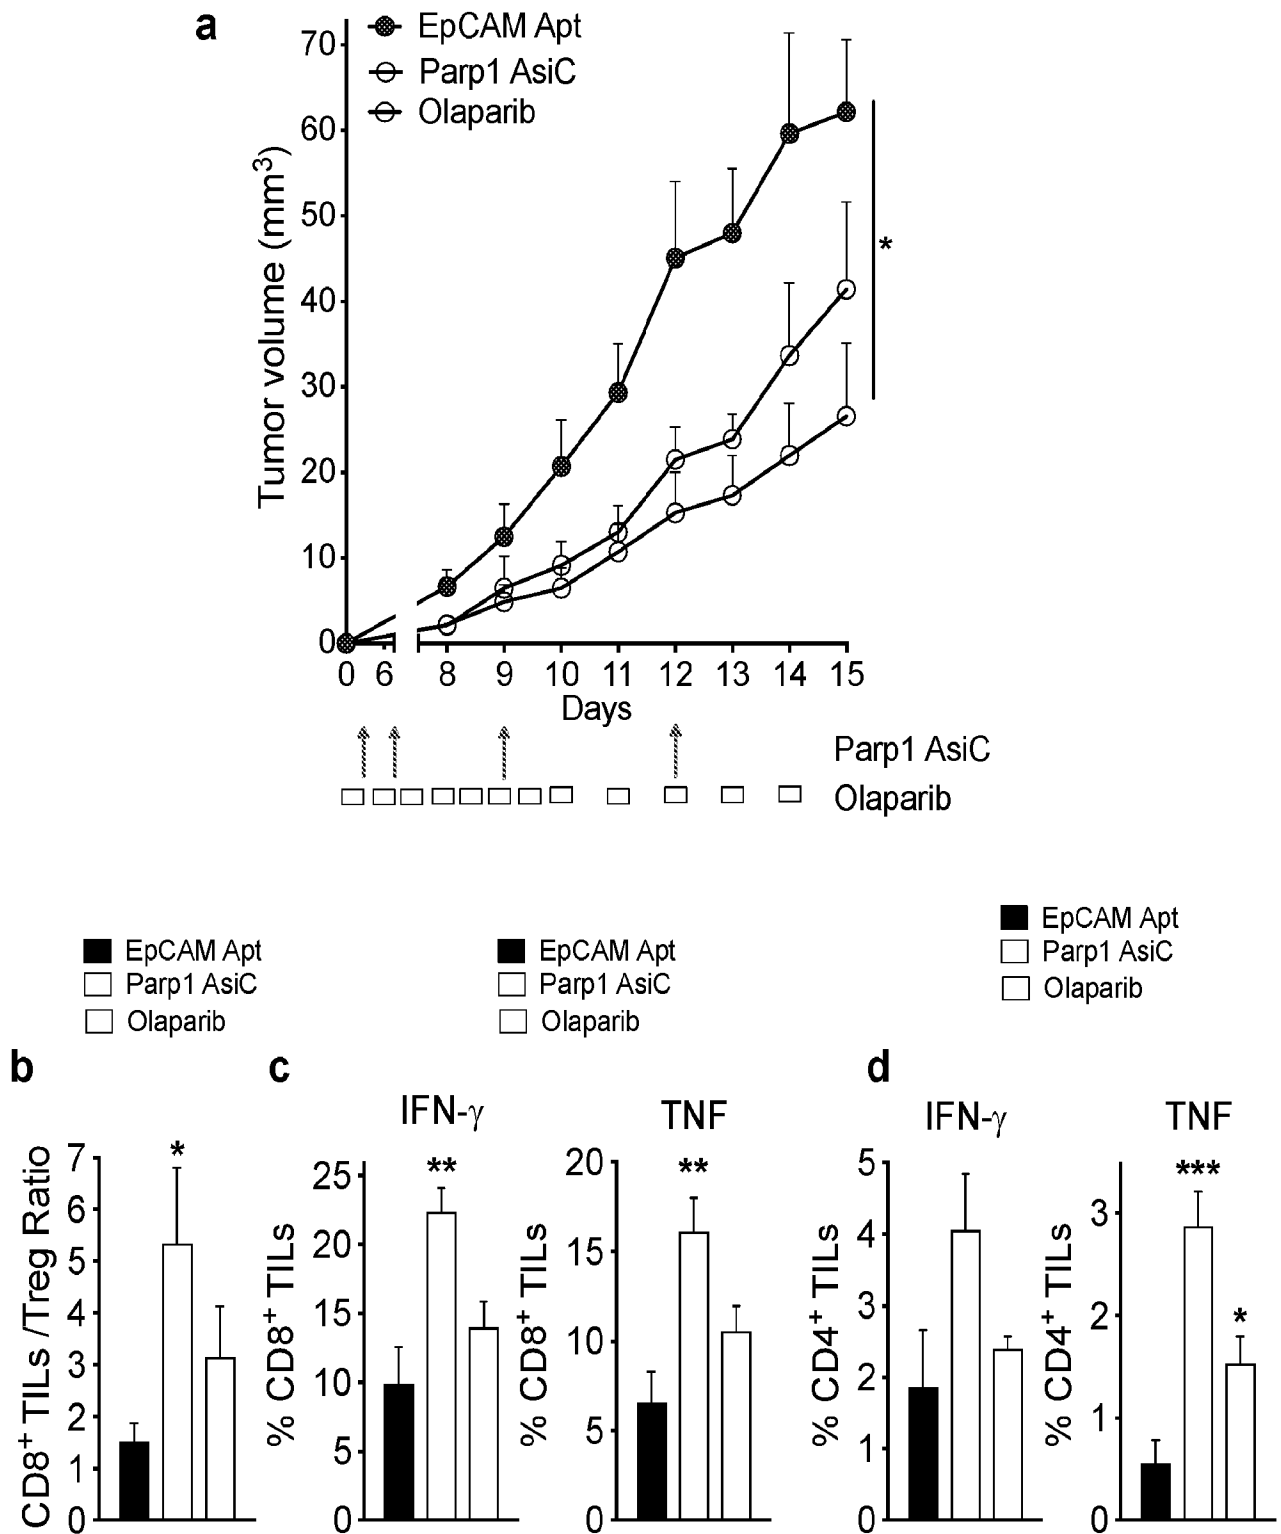 a
EpCAM Apt
Parp1 AsiC
Olaparib
Tumor volume (mm³)
70
60
50
40
30
20
10
0
0 6 8 9 10 11 12 13 14 15
Days
*
Parp1 AsiC
Olaparib
EpCAM Apt
Parp1 AsiC
Olaparib
EpCAM Apt
Parp1 AsiC
Olaparib
EpCAM Apt
Parp1 AsiC
Olaparib
b
CD8⁺ TILs /Treg Ratio
7
6
5
4
3
2
1
0
*
c
IFN-γ
% CD8⁺ TILs
25
20
15
10
5
0
**
TNF
% CD8⁺ TILs
20
15
10
5
0
**
d
IFN-γ
% CD4⁺ TILs
5
4
3
2
1
0
TNF
% CD4⁺ TILs
3
2
1
0
***
*